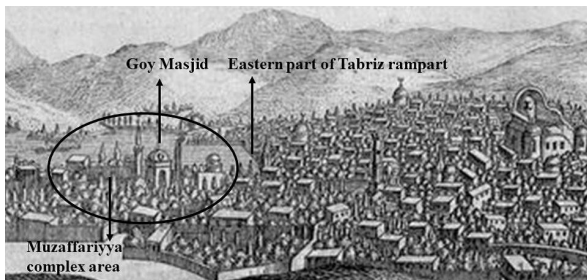 Goy Masjid
Eastern part of Tabriz rampart
Muzaffariyya
complex area